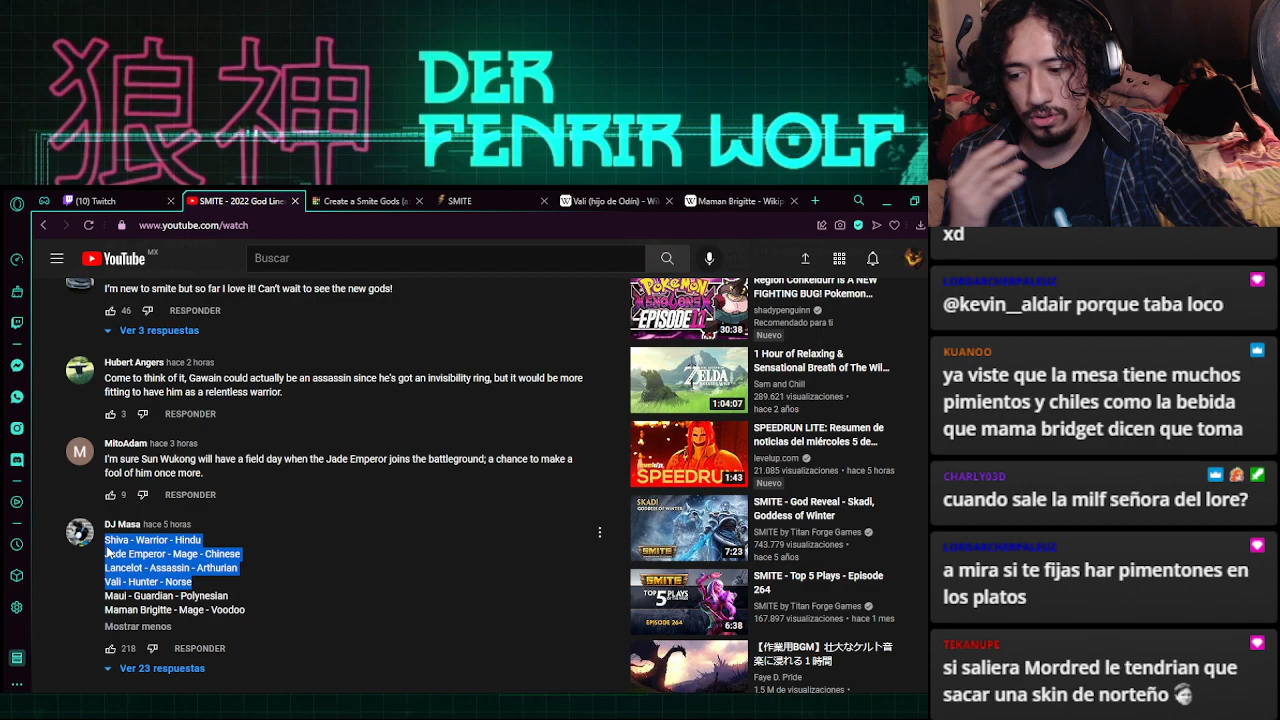 狼神
DER
FENRIR WOLF
(10) Twitch
SMITE - 2022 God Line
Create a Smite Gods (a
SMITE
Vali (hijo de Odín) - Wi
Maman Brigitte - Wikip
www.youtube.com/watch
YouTube MX
Buscar
I'm new to smite but so far I love it! Can't wait to see the new gods!
46 RESPONDER
Ver 3 respuestas
Hubert Angers hace 2 horas
Come to think of it, Gawain could actually be an assassin since he's got an invisibility ring, but it would be more
fitting to have him as a relentless warrior.
3 RESPONDER
MitoAdam hace 3 horas
M
I'm sure Sun Wukong will have a field day when the Jade Emperor joins the battleground; a chance to make a
fool of him once more.
9 RESPONDER
DJ Masa hace 5 horas
Shiva - Warrior - Hindu
Jade Emperor - Mage - Chinese
Lancelot - Assassin - Arthurian
Vali - Hunter - Norse
Maui - Guardian - Polynesian
Maman Brigitte - Mage - Voodoo
Mostrar menos
218 RESPONDER
Ver 23 respuestas
POKÉMON
EPISODE 11
30:38
Region Conkeldurr IS A NEW
FIGHTING BUG! Pokemon...
shadypenguinn
Recomendado para ti
Nuevo
ZELDA
1:04:07
1 Hour of Relaxing &
Sensational Breath of The Wil...
Sam and Chill
289.621 visualizaciones •
hace 2 años
SPEEDRUN
1:43
SPEEDRUN LITE: Resumen de
noticias del miércoles 5 de...
levelup.com
21.085 visualizaciones • hace 5 horas
Nuevo
SKADI
GODDESS OF WINTER
SMITE
7:23
SMITE - God Reveal - Skadi,
Goddess of Winter
SMITE by Titan Forge Games
743.779 visualizaciones •
hace 5 años
SMITE
TOP 5 PLAYS
EPISODE 264
6:38
SMITE - Top 5 Plays - Episode
264
SMITE by Titan Forge Games
167.897 visualizaciones • hace 1 mes
【作業用BGM】壮大なケルト音
楽に浸れる１時間
Faye D. Pride
1.5 M de visualizaciones
xd
@kevin__aldair porque taba loco
KUANOO
ya viste que la mesa tiene muchos
pimientos y chiles como la bebida
que mama bridget dicen que toma
CHARLY03D
cuando sale la milf señora del lore?
a mira si te fijas har pimentones en
los platos
TEKANUPE
si saliera Mordred le tendrian que
sacar una skin de norteño